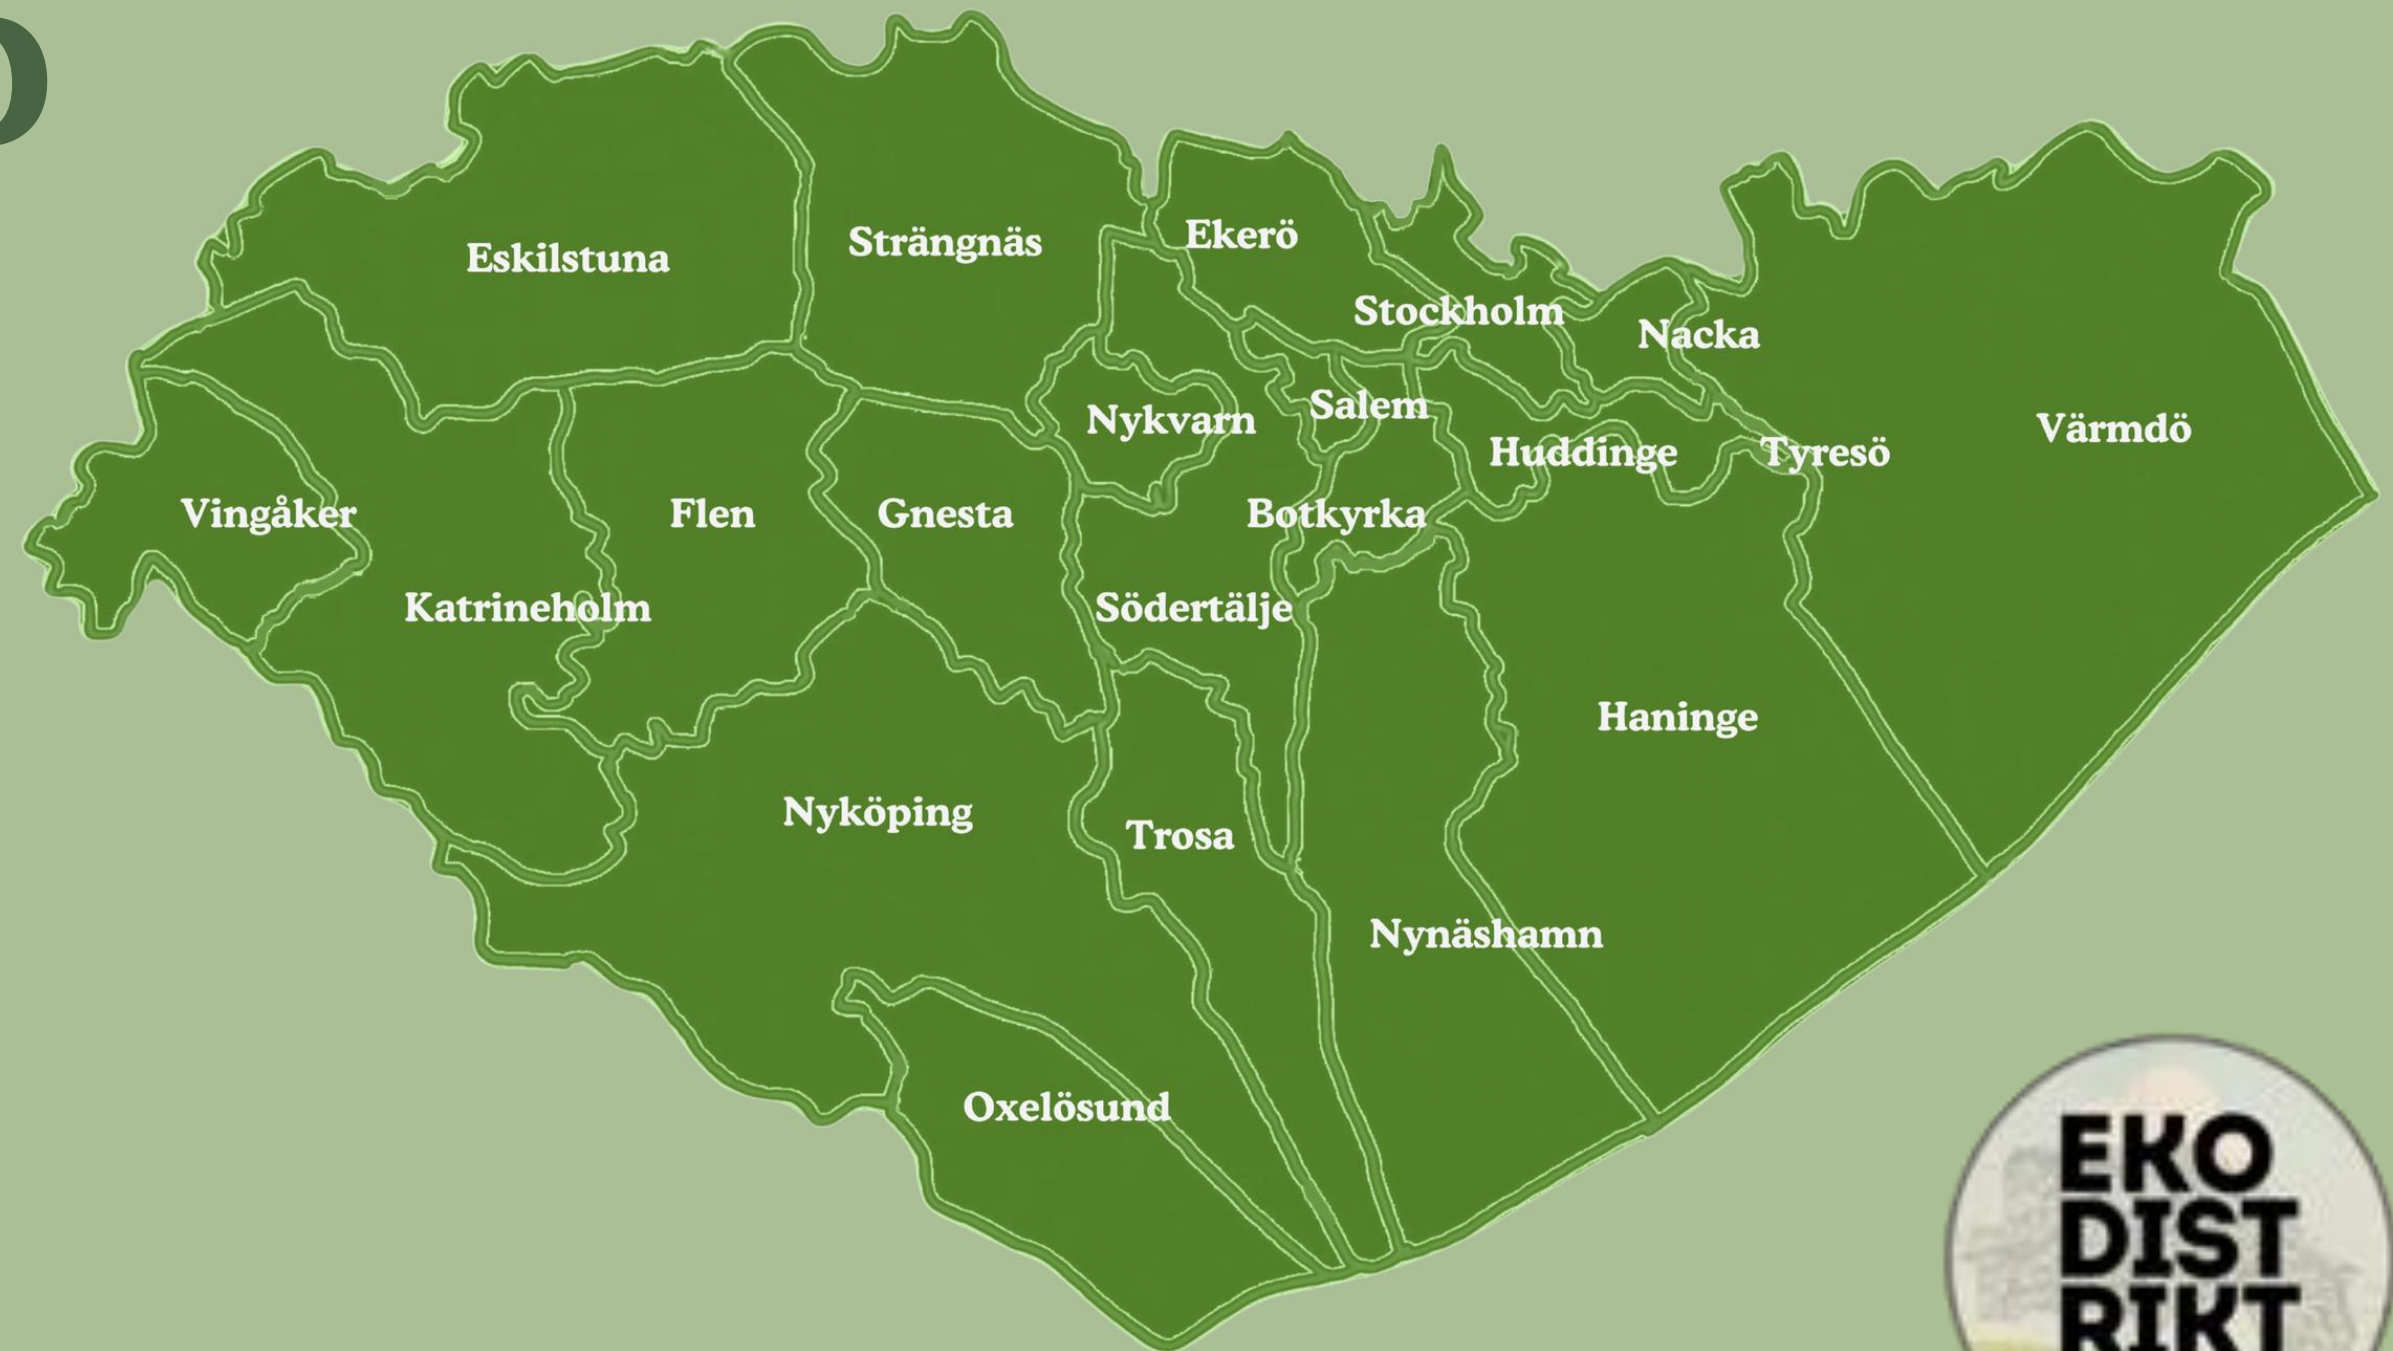 Strängnäs
Ekerö
Eskilstuna
Stockholm
Nacka
Salem
Nykvarn
Värmdö
Huddinge
Tyresö
Vingåker
Flen
Gnesta
Botkyrka
Katrineholm
Södertälje
Haninge
Nyköping
Trosa
Nynäshamn
Oxelösund
EKO
DIST
RIKT